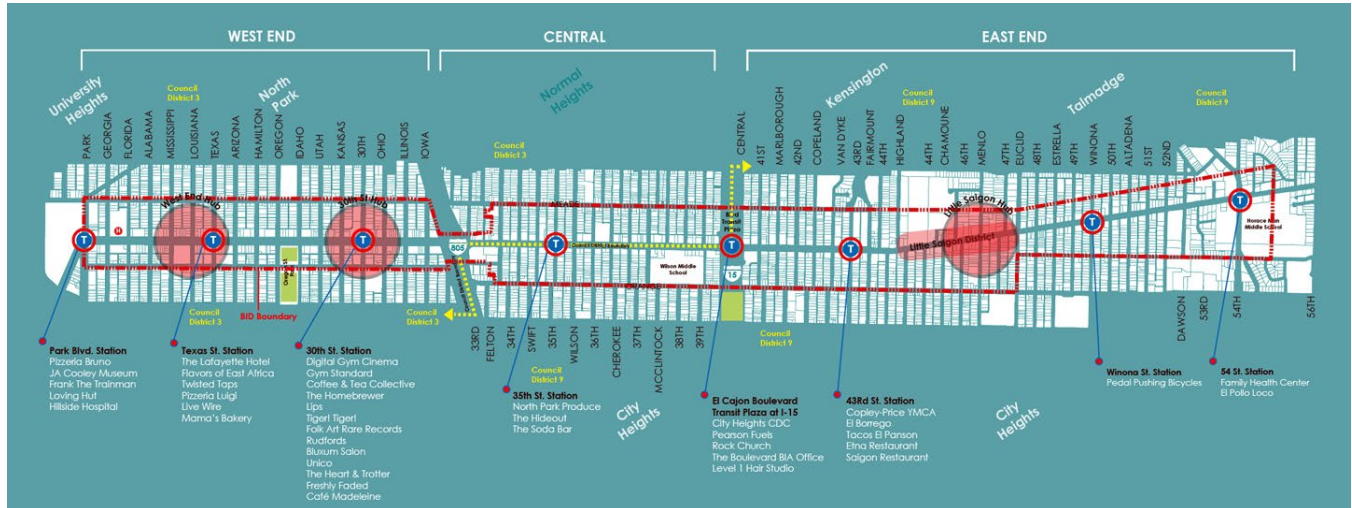 WEST END
CENTRAL
EAST END
University
Heights
Council
District 3
North
Park
Normal
Heights
Kensington
Council
District 9
Talmadge
Council
District 9
PARK
GEORGIA
FLORIDA
ALABAMA
MISSISSIPPI
LOUISIANA
TEXAS
ARIZONA
HAMILTON
OREGON
IDAHO
UTAH
KANSAS
30TH
OHIO
ILLINOIS
IOWA
Council
District 3
CENTRAL
41ST
MARLBOROUGH
42ND
COPELAND
VAN DYKE
43RD
FAIRMOUNT
44TH
HIGHLAND
44TH
CHAMOUNE
46TH
MENLO
47TH
EUCLID
48TH
ESTRELLA
49TH
WINONA
50TH
ALTADENA
51ST
52ND
West End Hub
30th St Hub
MEADE
Transit
Plaza
Little Saigon Hub
Little Saigon District
Horace Man
Middle School
T
H
T
T
805
T
T
T
T
T
Wilson Middle
School
15
ORANGE
Council
District 3
BID Boundary
Council
District 3
33RD
FELTON
34TH
SWIFT
35TH
WILSON
36TH
CHEROKEE
37TH
MCCLINTOCK
38TH
39TH
Council
District 9
Council
District 9
City
Heights
City
Heights
DAWSON
53RD
54TH
56TH
Park Blvd. Station
Pizzeria Bruno
JA Cooley Museum
Frank The Trainman
Loving Hut
Hillside Hospital
Texas St. Station
The Lafayette Hotel
Flavors of East Africa
Twisted Taps
Pizzeria Luigi
Live Wire
Mama's Bakery
30th St. Station
Digital Gym Cinema
Gym Standard
Coffee & Tea Collective
The Homebrewer
Lips
Tiger! Tiger!
Folk Art Rare Records
Rudfords
Bluxum Salon
Unico
The Heart & Trotter
Freshly Faded
Café Madeleine
35th St. Station
North Park Produce
The Hideout
The Soda Bar
El Cajon Boulevard
Transit Plaza at I-15
City Heights CDC
Pearson Fuels
Rock Church
The Boulevard BIA Office
Level 1 Hair Studio
43Rd St. Station
Copley-Price YMCA
El Borrego
Tacos El Panson
Etna Restaurant
Saigon Restaurant
Winona St. Station
Pedal Pushing Bicycles
54 St. Station
Family Health Center
El Pollo Loco